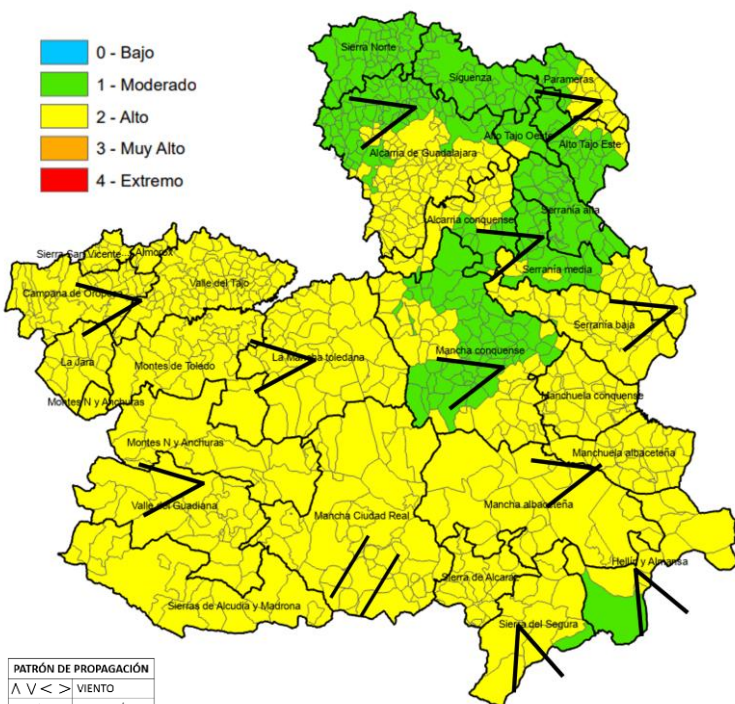 0 - Bajo
1 - Moderado
2 - Alto
3 - Muy Alto
4 - Extremo
Sierra Norte
Sigüenza
Parameras
Alto Tajo Oeste
Alto Tajo Este
Alcarria de Guadalajara
Alcarria conquense
Serranía alta
Sierra San Vicente
Almorox
Serranía media
Valle del Tajo
Campana de Oropesa
Serranía baja
La Jara
Montes de Toledo
La Mancha toledana
Mancha conquense
Manchuela conquense
Montes N y Anchuras
Montes N y Anchuras
Manchuela albaceteña
Valle del Guadiana
Mancha albaceteña
Mancha Ciudad Real
Hellín y Almansa
Sierra de Alcaraz
Sierras de Alcudia y Madrona
Sierra del Segura
PATRÓN DE PROPAGACIÓN
Λ V < > VIENTO